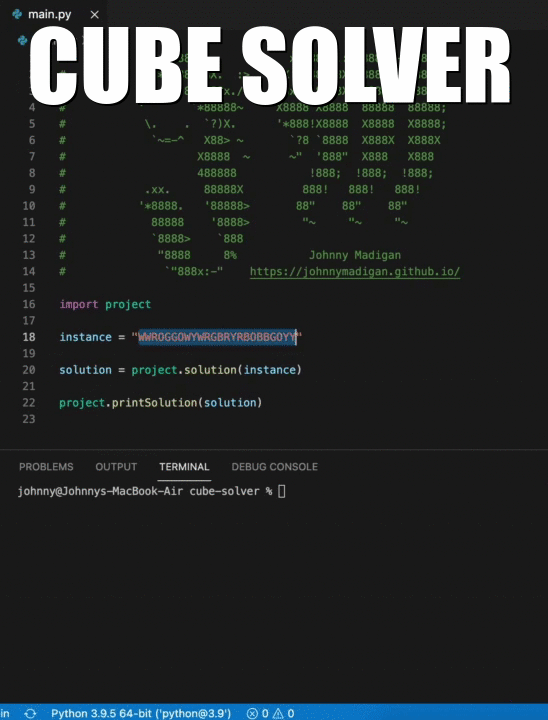 main.py ×
CUBE SOLVER
4 # *88888~ X8888 X8888 88888 88888;
5 # \. . `?)X. '*888!X8888 X8888 X8888;
6 # `~=-^ X88> ~ `?8 `8888 X888X X888X
7 # X8888 ~ ~" '888" X888 X888
8 # 488888 !888; !888; !888;
9 # .xx. 88888X 888! 888! 888!
10 # '*8888. '88888> 88" 88" 88"
11 # 88888 '8888> "~ "~ "~
12 # `8888> `888
13 # "8888 8% Johnny Madigan
14 # `"888x:-" https://johnnymadigan.github.io/
15
16 import project
17
18 instance = "WWROGGOWYWRGBRYRBOBBGOYY"
19
20 solution = project.solution(instance)
21
22 project.printSolution(solution)
23
PROBLEMS OUTPUT TERMINAL DEBUG CONSOLE
johnny@Johnnys-MacBook-Air cube-solver %
in Python 3.9.5 64-bit ('python@3.9') 0 0